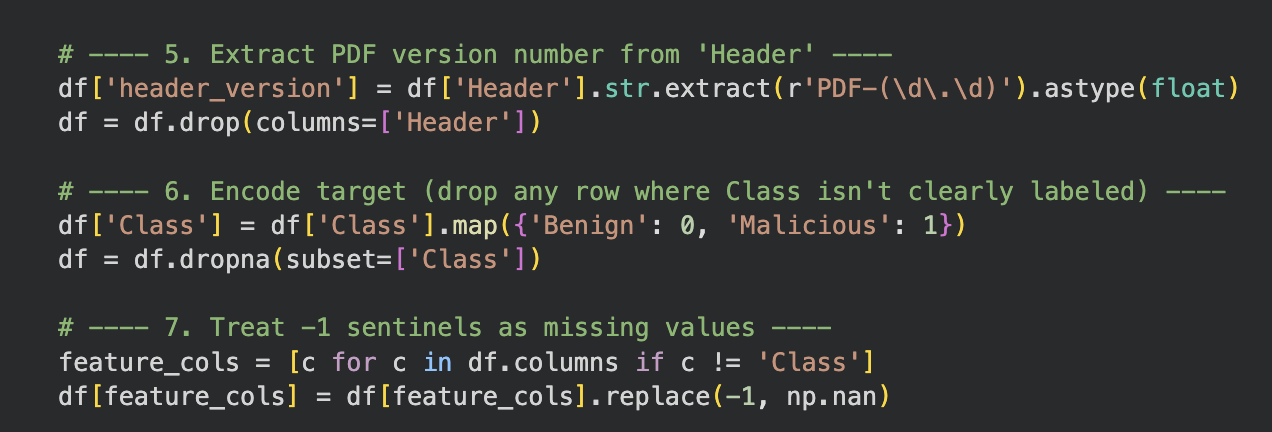 # ---- 5. Extract PDF version number from 'Header' ----
df['header_version'] = df['Header'].str.extract(r'PDF-(\d\.\d)').astype(float)
df = df.drop(columns=['Header'])
# ---- 6. Encode target (drop any row where Class isn't clearly labeled) ----
df['Class'] = df['Class'].map({'Benign': 0, 'Malicious': 1})
df = df.dropna(subset=['Class'])
# ---- 7. Treat -1 sentinels as missing values ----
feature_cols = [c for c in df.columns if c != 'Class']
df[feature_cols] = df[feature_cols].replace(-1, np.nan)